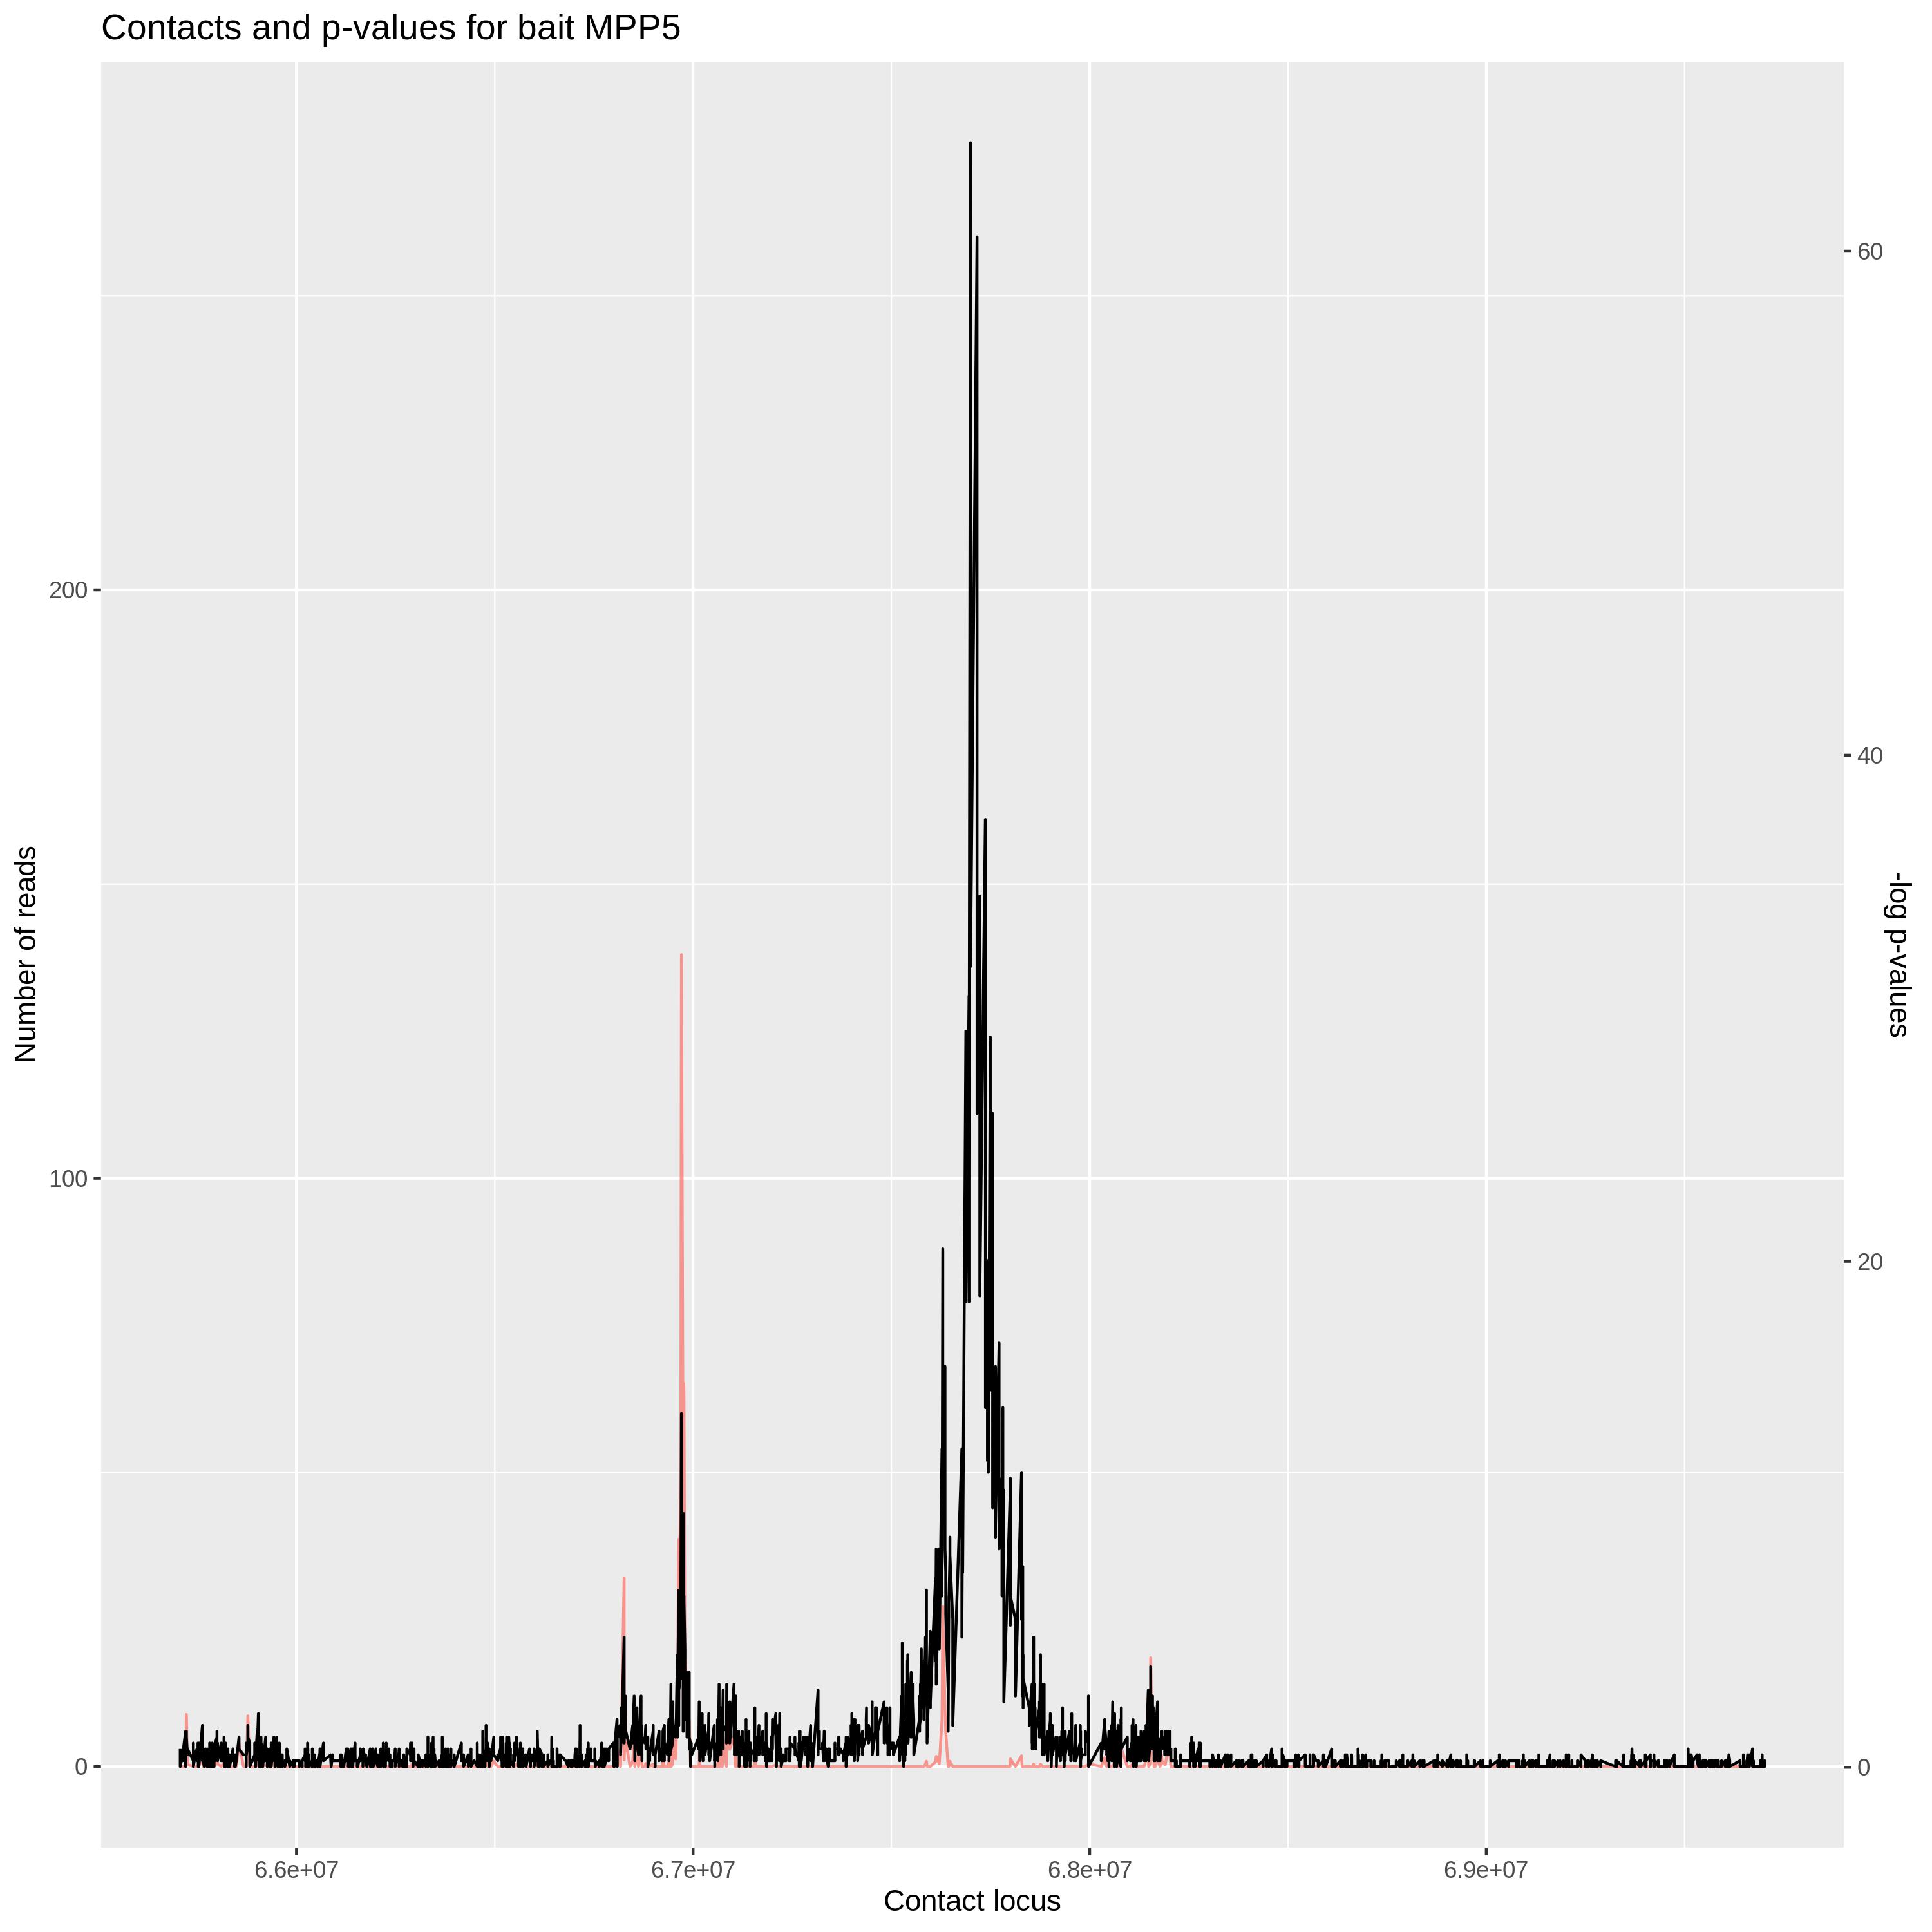 Contacts and p-values for bait MPP5
Number of reads
200
100
0
60
40
20
0
-log p-values
6.6e+07 6.7e+07 6.8e+07 6.9e+07
Contact locus